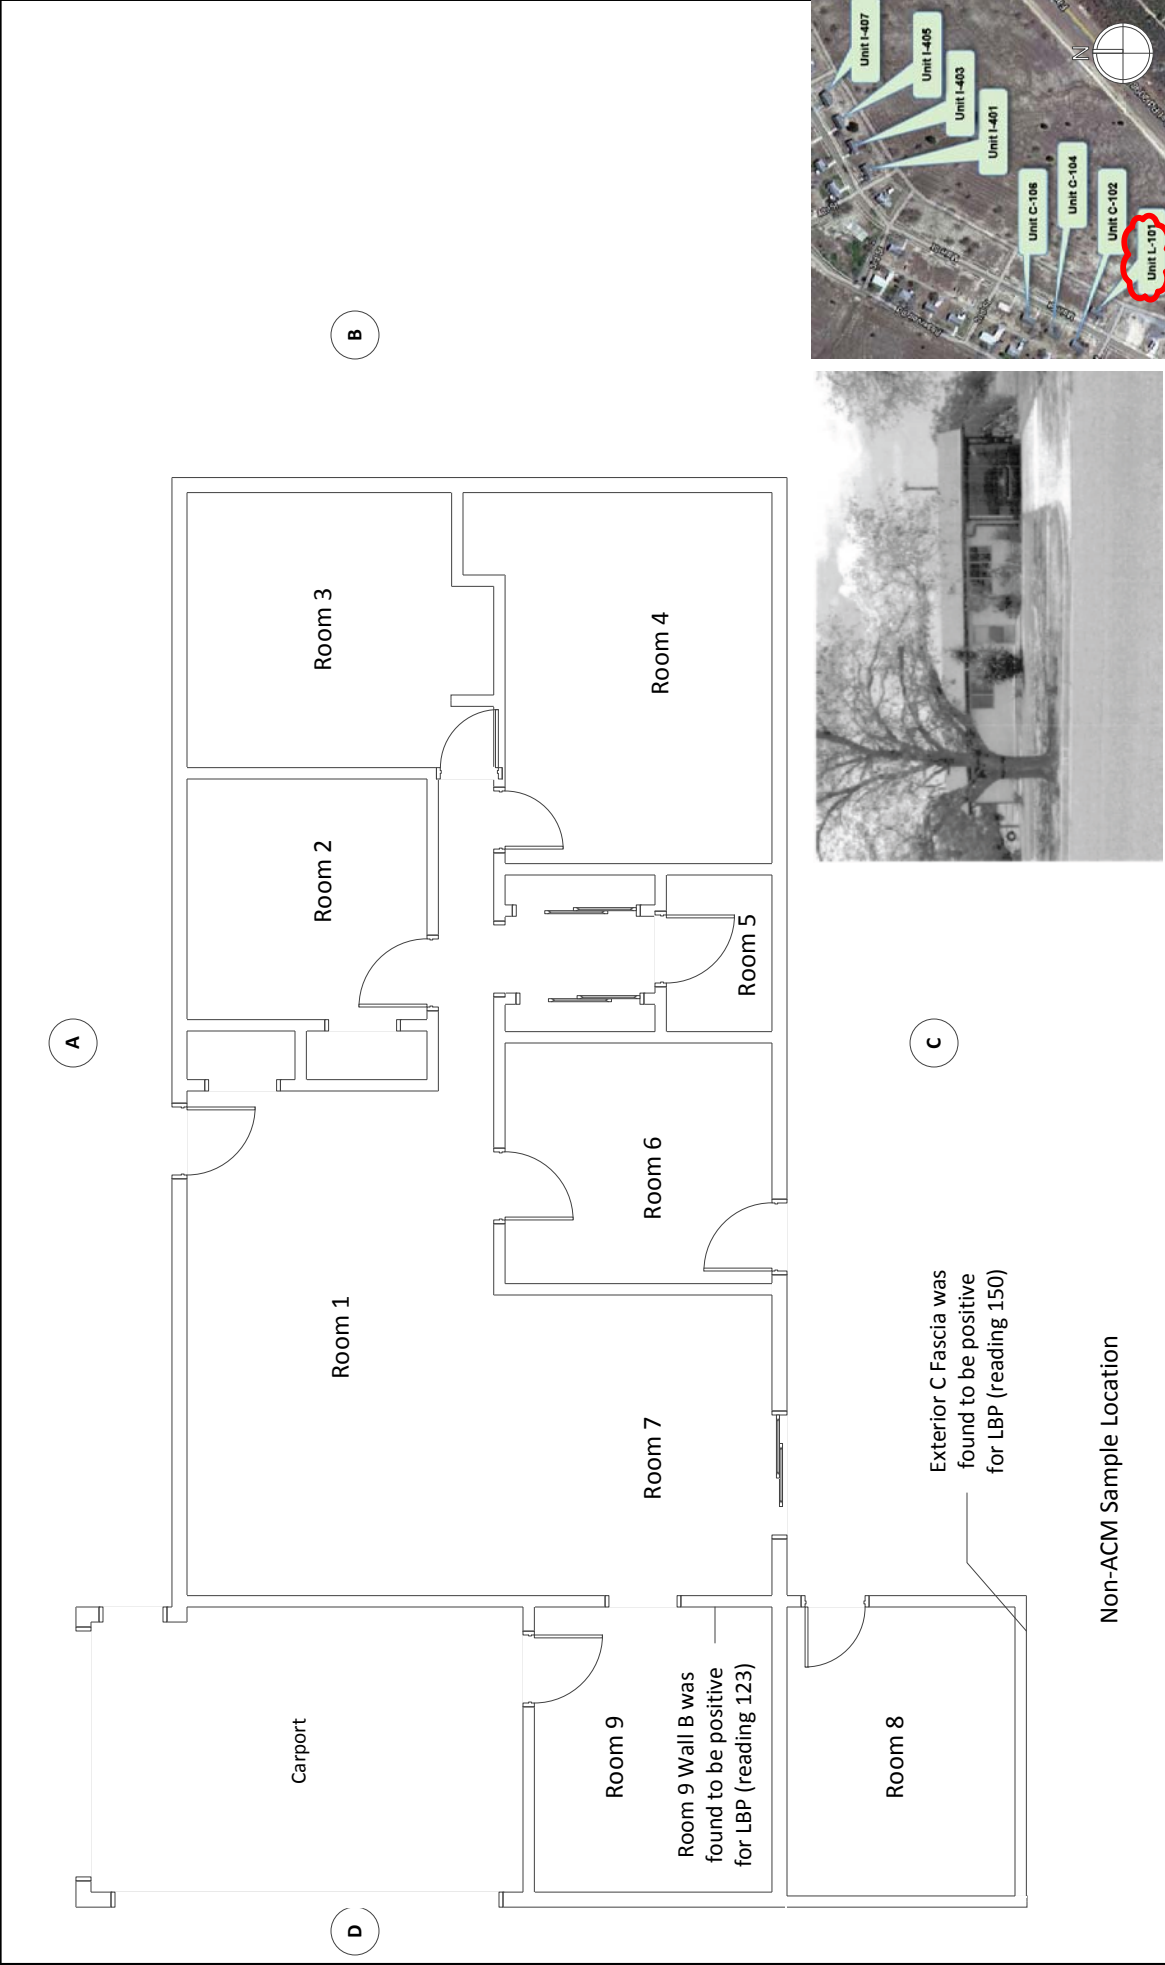 A
B
C
D
Room 3
Room 2
Room 4
Room 5
Room 6
Room 1
Room 7
Carport
Room 9
Room 8
Room 9 Wall B was
found to be positive
for LBP (reading 123)
Exterior C Fascia was
found to be positive
for LBP (reading 150)
Non-ACM Sample Location
Unit I-407
Unit I-405
Unit I-403
Unit I-401
Unit C-106
Unit C-104
Unit C-102
Unit L-101
N